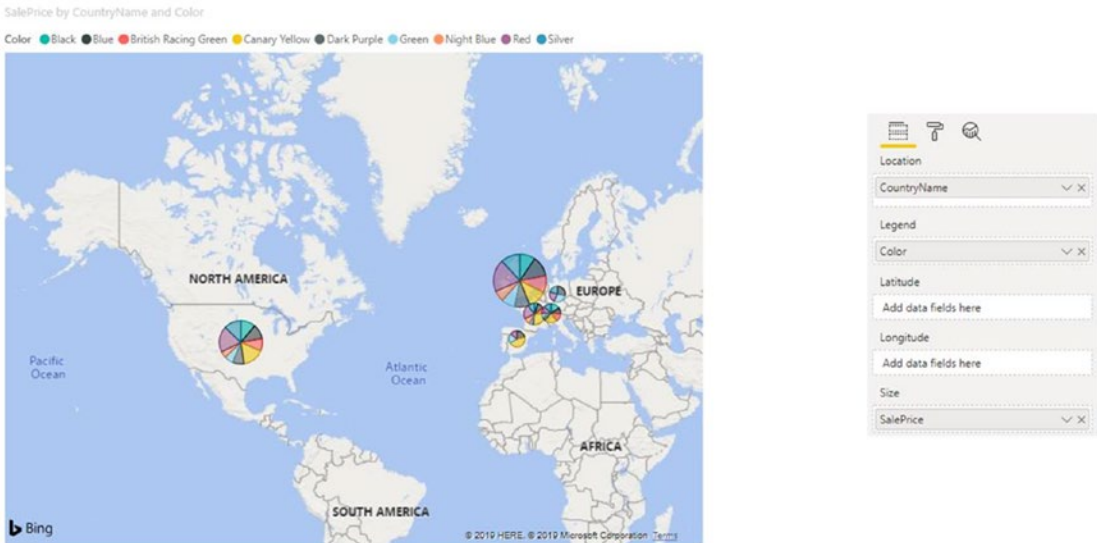 SalePrice by CountryName and Color
Color Black Blue British Racing Green Canary Yellow Dark Purple Green Night Blue Red Silver
NORTH AMERICA
EUROPE
Pacific
Ocean
Atlantic
Ocean
AFRICA
SOUTH AMERICA
Bing
© 2019 HERE, © 2019 Microsoft Corporation Terms
Location
CountryName
Legend
Color
Latitude
Add data fields here
Longitude
Add data fields here
Size
SalePrice